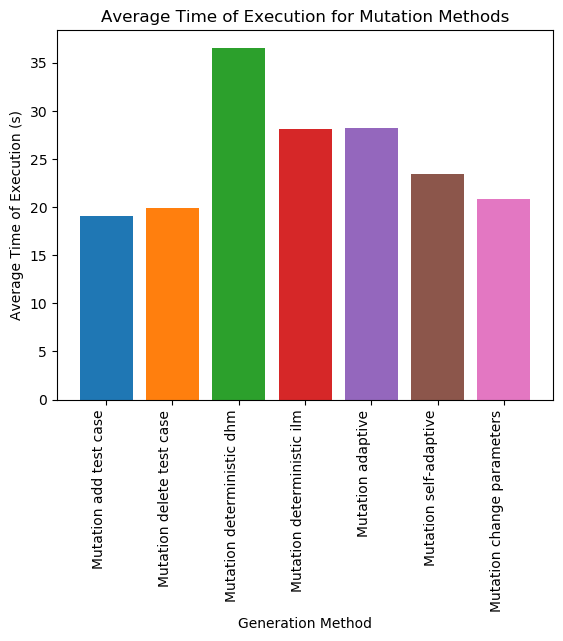 Average Time of Execution for Mutation Methods
Average Time of Execution (s)
35
30
25
20
15
10
5
0
Mutation add test case
Mutation delete test case
Mutation deterministic dhm
Mutation deterministic ilm
Mutation adaptive
Mutation self-adaptive
Mutation change parameters
Generation Method